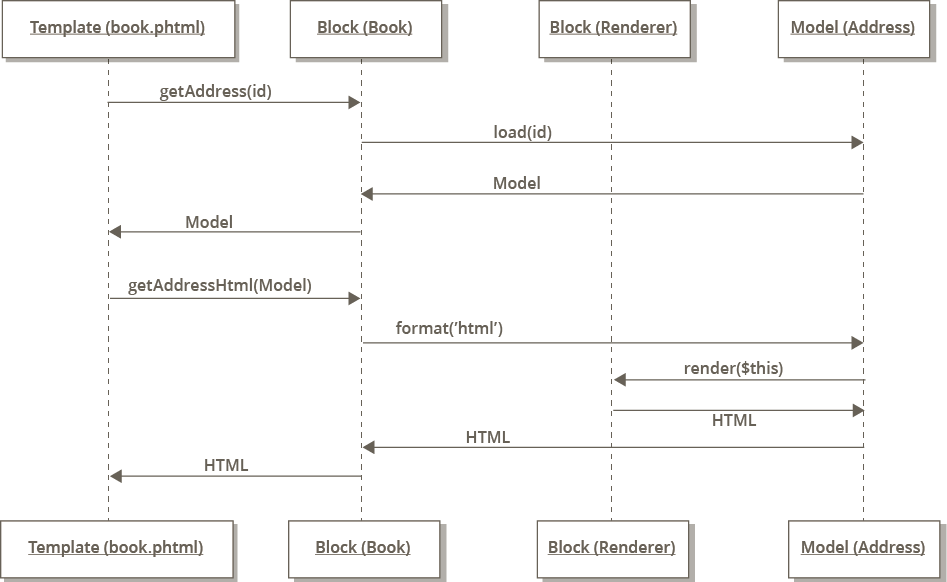 Template (book.phtml)
Block (Book)
Block (Renderer)
Model (Address)
getAddress(id)
load(id)
Model
Model
getAddressHtml(Model)
format(’html’)
render($this)
HTML
HTML
HTML
Template (book.phtml)
Block (Book)
Block (Renderer)
Model (Address)